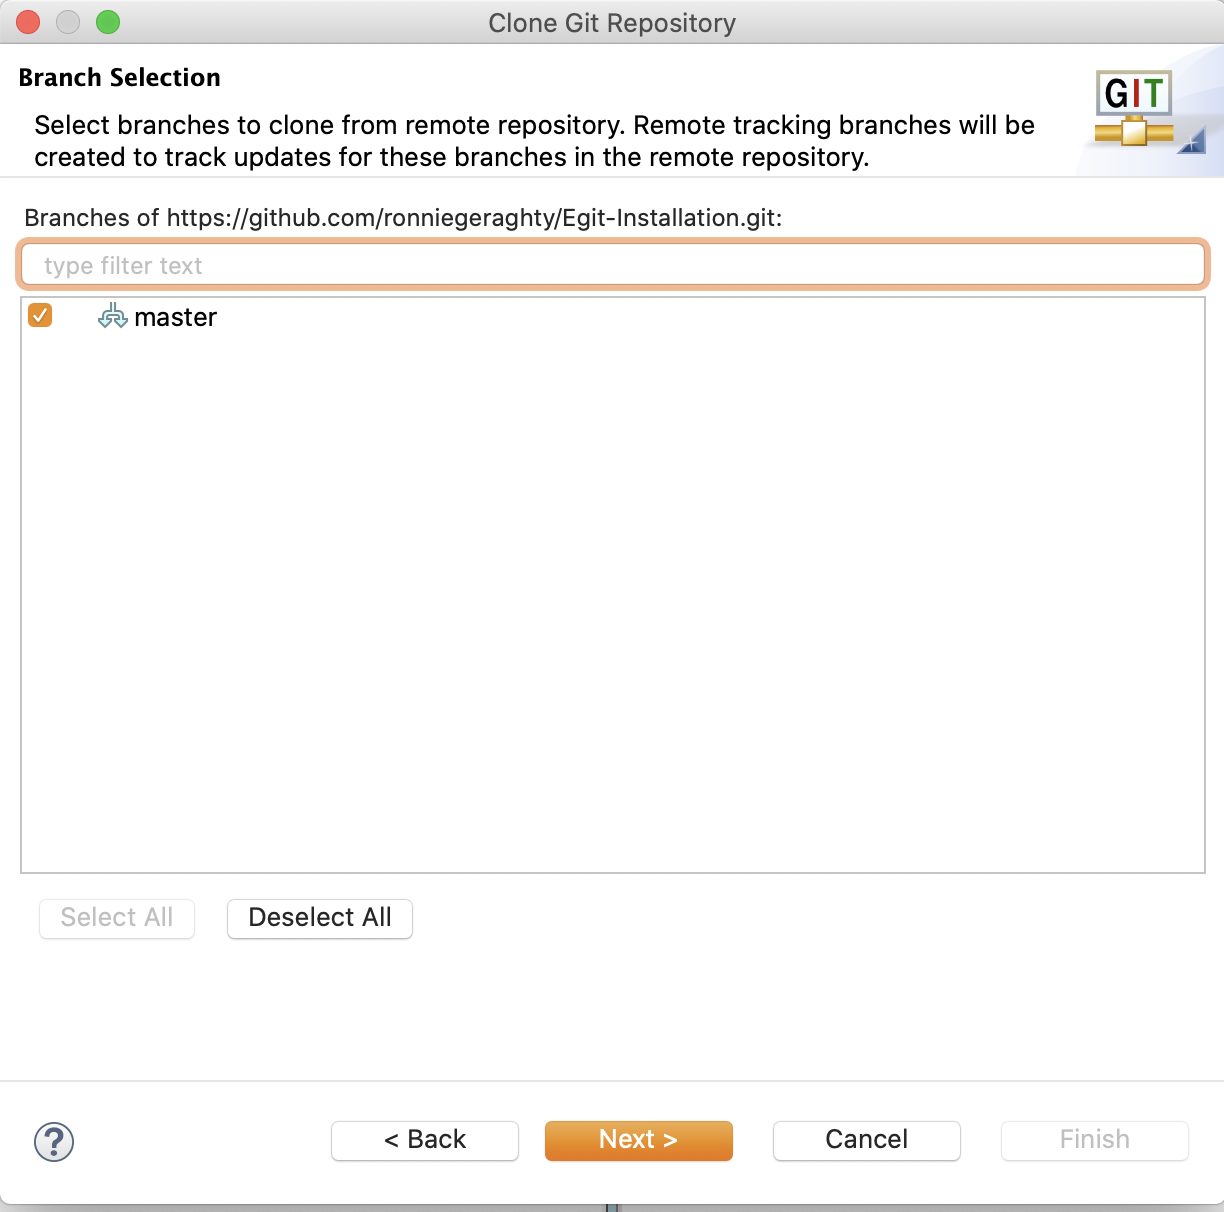 Clone Git Repository
Branch Selection
GIT
Select branches to clone from remote repository. Remote tracking branches will be
created to track updates for these branches in the remote repository.
Branches of https://github.com/ronniegeraghty/Egit-Installation.git:
type filter text
master
Select All
Deselect All
?
< Back
Next >
Cancel
Finish